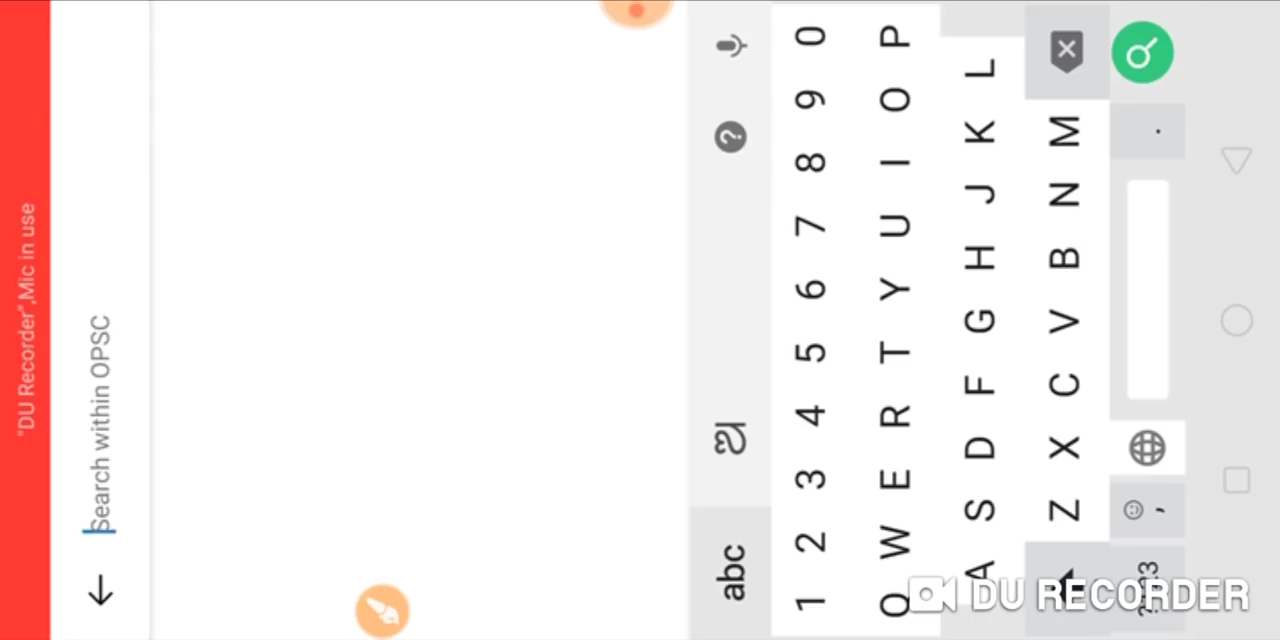 "DU Recorder",Mic in use
Search within OPSC
abc ଅ
1 2 3 4 5 6 7 8 9 0
Q W E R T Y U I O P
A S D F G H J K L
Z X C V B N M
, .
DU RECORDER